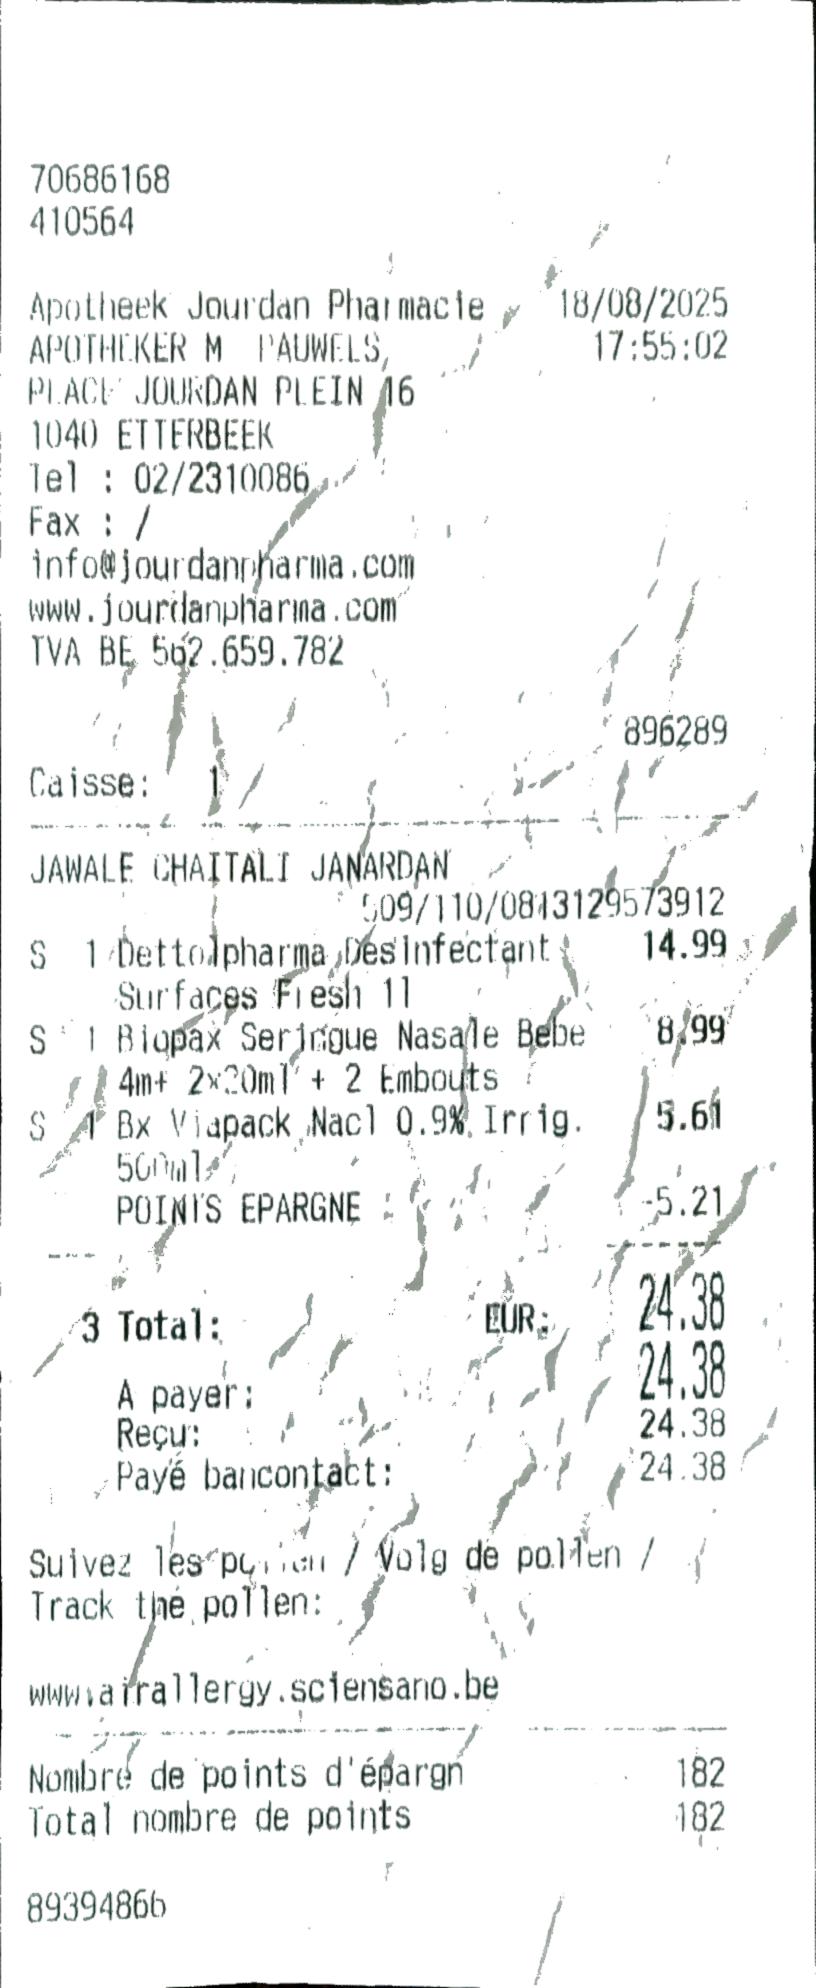 70686168
410564
Apotheek Jourdan Pharmacie 18/08/2025
APOTHEKER M PAUWELS, 17:55:02
PLACE JOURDAN PLEIN 16
1040 ETTERBEEK
Tel : 02/2310086
Fax : /
info@jourdanpharma.com
www.jourdanpharma.com
TVA BE 562.659.782
896289
Caisse: 1
JAWALE CHAITALI JANARDAN
509/110/0813129573912
S 1 Dettolpharma Desinfectant 14.99
Surfaces Fresh 1l
S 1 Biopax Seringue Nasale Bebe 8.99
4m+ 2x20ml + 2 Embouts
S 1 Bx Viapack Nacl 0.9% Irrig. 5.61
500ml
POINTS EPARGNE : -5.21
3 Total: EUR: 24.38
A payer: 24.38
Reçu: 24.38
Payé bancontact: 24.38
Suivez les pollen / Volg de pollen /
Track the pollen:
www.airallergy.sciensano.be
Nombre de points d'épargn 182
Total nombre de points 182
89394866